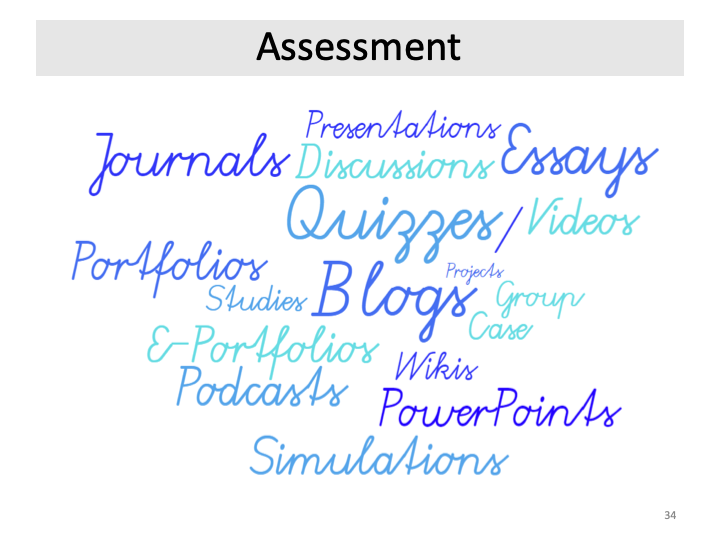 Assessment
Presentations
Journals Discussions Essays
Quizzes / Videos
Portfolios Blogs Projects
Studies Group
Case
E-Portfolios
Wikis
Podcasts
PowerPoints
Simulations
34